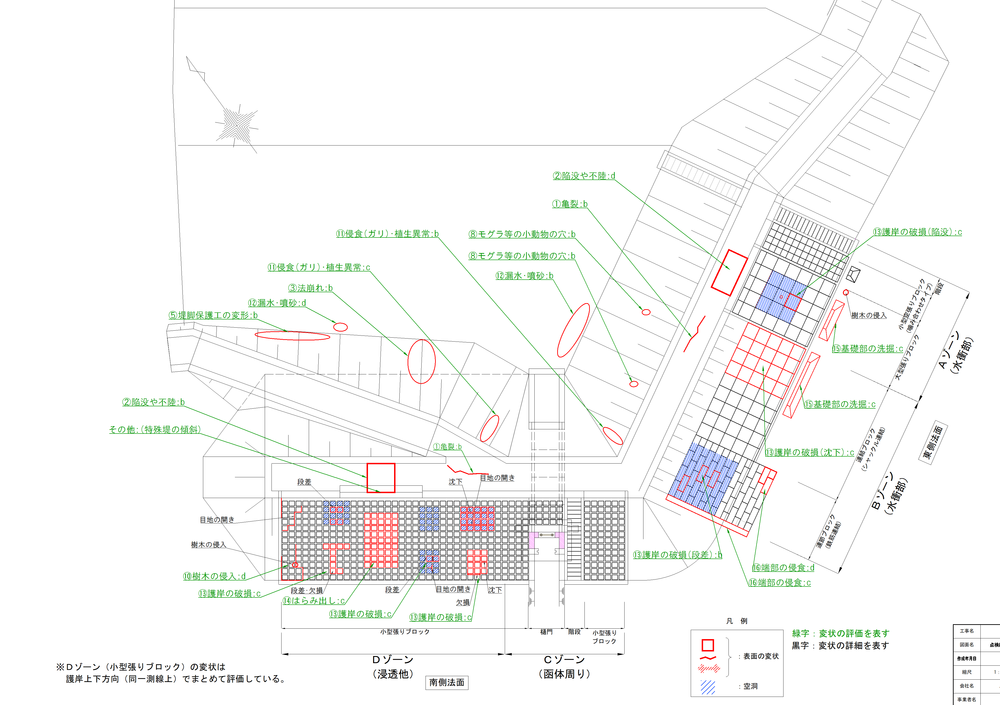 ②陥没や不陸:d
①亀裂:b
⑪侵食(ガリ)・植生異常:b
⑧モグラ等の小動物の穴:b
⑬護岸の破損(陥没):c
⑧モグラ等の小動物の穴:b
⑪侵食(ガリ)・植生異常:c
⑫漏水・噴砂:b
③法崩れ:b
⑫漏水・噴砂:d
⑤堤脚保護工の変形:b
樹木の侵入
階段
小型空張りブロック
(噛み合わせタイプ)
大型張りブロック
Aゾーン
(水衝部)
⑮基礎部の洗掘:c
⑮基礎部の洗掘:c
②陥没や不陸:b
その他:(特殊堤の傾斜)
①亀裂:b
⑬護岸の破損(沈下):c
連結ブロック
(シャックル連結)
東側法面
Bゾーン
(水衝部)
段差
沈下
目地の開き
目地の開き
樹木の侵入
連節ブロック
(鉄筋連結)
⑬護岸の破損(段差):b
⑯端部の侵食:d
⑯端部の侵食:c
⑩樹木の侵入:d
⑬護岸の破損:c
段差・欠損
段差
目地の開き
沈下
⑭はらみ出し:c
欠損
⑬護岸の破損:c
⑬護岸の破損:c
小型張りブロック
樋門
階段
小型張り
ブロック
Dゾーン
(浸透他)
Cゾーン
(函体周り)
南側法面
※Dゾーン(小型張りブロック)の変状は
護岸上下方向(同一測線上)でまとめて評価している。
凡 例
:表面の変状
:空洞
緑字:変状の評価を表す
黒字:変状の詳細を表す
工事名
図面名 点検
作成年月日
縮尺 1:
会社名
事業者名